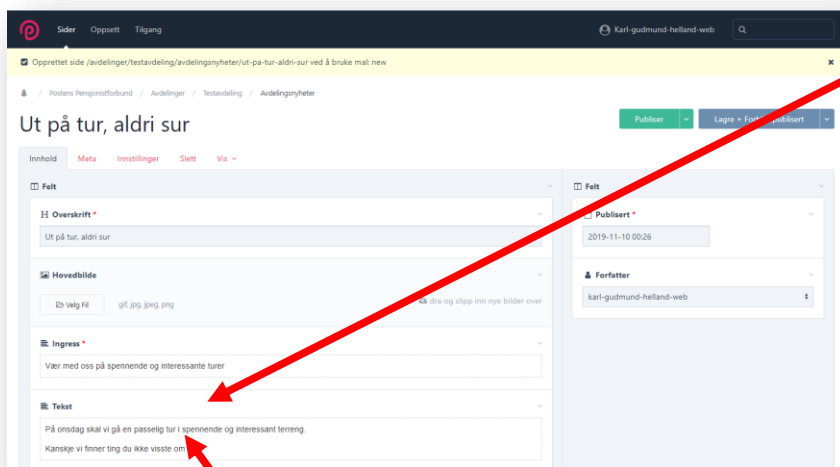 Sider Oppsett Tilgang Karl-gudmund-helland-web
Opprettet side /avdelinger/testavdeling/avdelingsnyheter/ut-pa-tur-aldri-sur ved å bruke mal: new
/ Postens Pensjonistforbund / Avdelinger / Testavdeling / Avdelingsnyheter
Ut på tur, aldri sur
Publiser Lagre +
Innhold Meta Innstillinger Slett Vis
Felt
Overskrift *
Ut på tur, aldri sur
Hovedbilde
Velg Fil gif, jpg, jpeg, png dra og slipp inn nye bilder over
Ingress *
Vær med oss på spennende og interessante turer
Tekst
På onsdag skal vi gå en passelig tur i spennende og interessant terreng.
Kanskje vi finner ting du ikke visste om
Felt
Publisert *
2019-11-10 00:26
Forfatter
karl-gudmund-helland-web